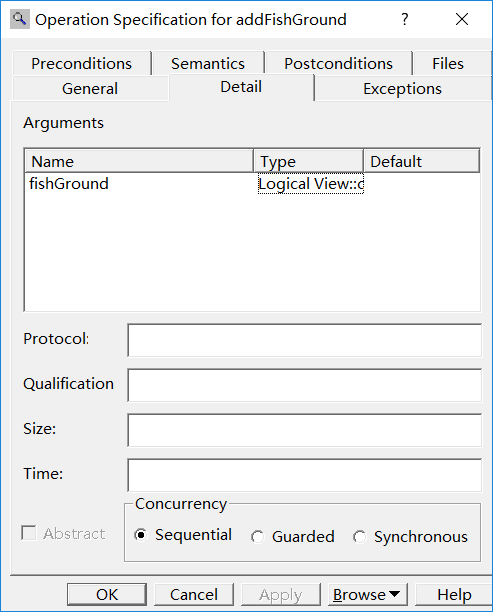 Operation Specification for addFishGround
Preconditions Semantics Postconditions Files
General Detail Exceptions
Arguments
Name Type Default
fishGround Logical View::c
Protocol:
Qualification
Size:
Time:
Concurrency
Abstract Sequential Guarded Synchronous
OK Cancel Apply Browse Help